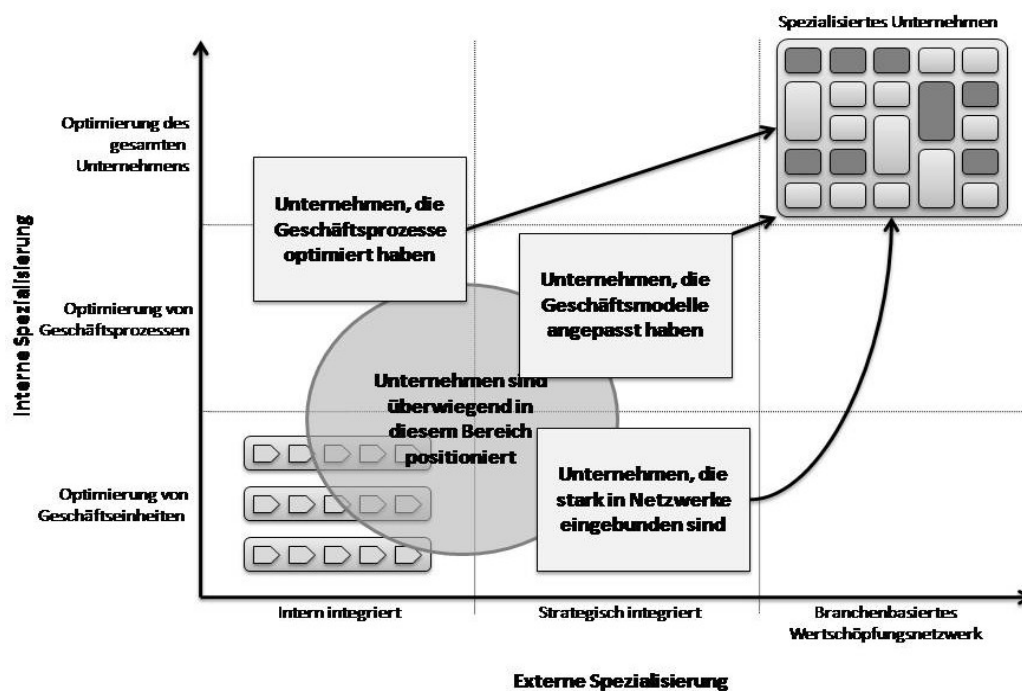 Spezialisiertes Unternehmen
Optimierung des
gesamten
Unternehmens
Unternehmen, die
Geschäftsprozesse
optimiert haben
Interne Spezialisierung
Optimierung von
Geschäftsprozessen
Unternehmen, die
Geschäftsmodelle
angepasst haben
Unternehmen sind
überwiegend in
diesem Bereich
positioniert
Optimierung von
Geschäftseinheiten
Unternehmen, die
stark in Netzwerke
eingebunden sind
Intern integriert
Strategisch integriert
Branchenbasiertes
Wertschöpfungsnetzwerk
Externe Spezialisierung